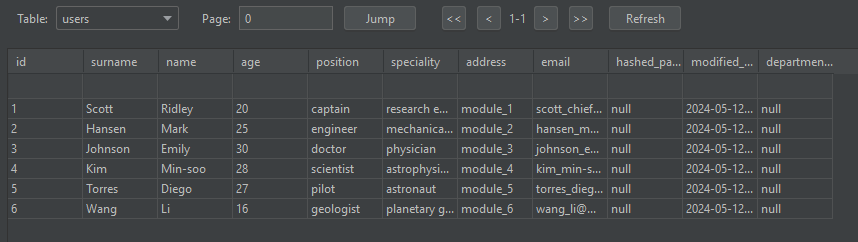 Table: users Page: 0 Jump << < 1-1 > >> Refresh
id surname name age position speciality address email hashed_pa... modified_... departmen...
1 Scott Ridley 20 captain research e... module_1 scott_chief... null 2024-05-12... null
2 Hansen Mark 25 engineer mechanica... module_2 hansen_m... null 2024-05-12... null
3 Johnson Emily 30 doctor physician module_3 johnson_e... null 2024-05-12... null
4 Kim Min-soo 28 scientist astrophysi... module_4 kim_min-s... null 2024-05-12... null
5 Torres Diego 27 pilot astronaut module_5 torres_dieg... null 2024-05-12... null
6 Wang Li 16 geologist planetary g... module_6 wang_li@... null 2024-05-12... null